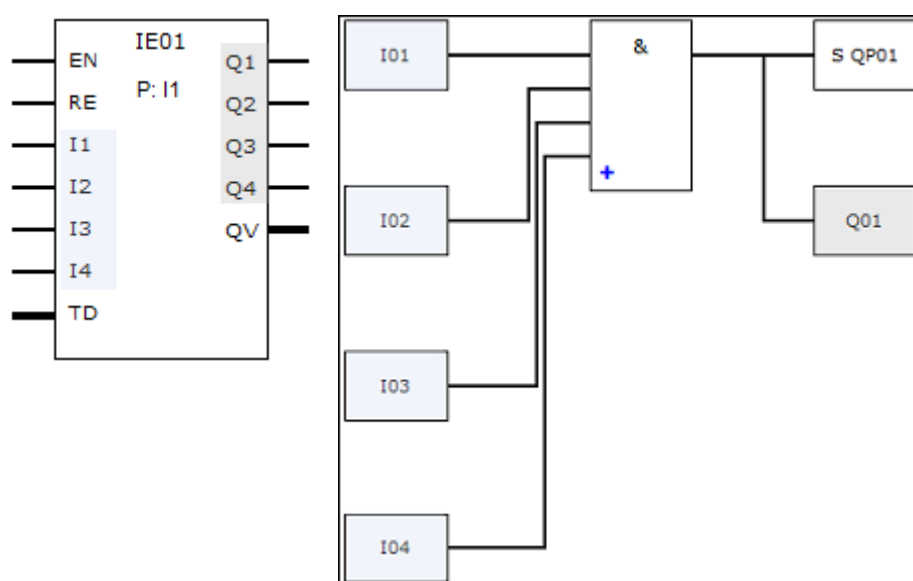 IE01
P: I1
EN
RE
I1
I2
I3
I4
TD
Q1
Q2
Q3
Q4
QV
I01
I02
I03
I04
&
+
S QP01
Q01